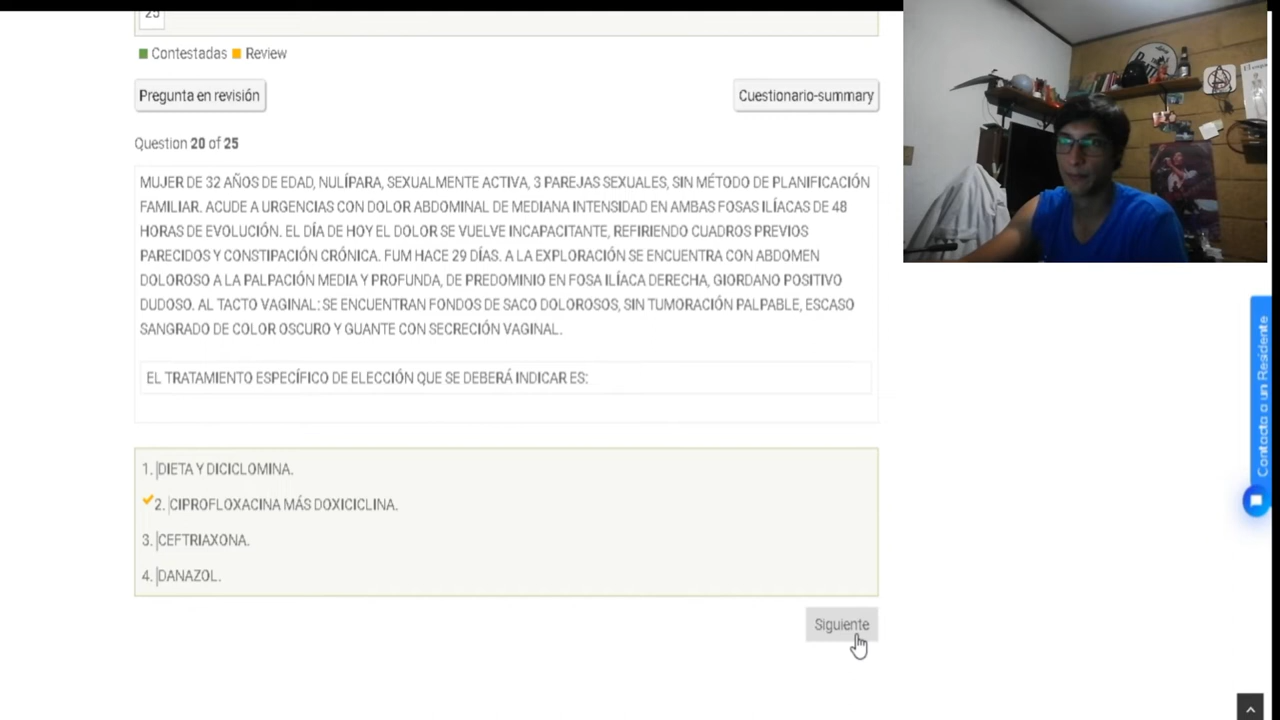 25
Contestadas Review
Pregunta en revisión
Cuestionario-summary
Question 20 of 25
MUJER DE 32 AÑOS DE EDAD, NULÍPARA, SEXUALMENTE ACTIVA, 3 PAREJAS SEXUALES, SIN MÉTODO DE PLANIFICACIÓN
FAMILIAR. ACUDE A URGENCIAS CON DOLOR ABDOMINAL DE MEDIANA INTENSIDAD EN AMBAS FOSAS ILÍACAS DE 48
HORAS DE EVOLUCIÓN. EL DÍA DE HOY EL DOLOR SE VUELVE INCAPACITANTE, REFIRIENDO CUADROS PREVIOS
PARECIDOS Y CONSTIPACIÓN CRÓNICA. FUM HACE 29 DÍAS. A LA EXPLORACIÓN SE ENCUENTRA CON ABDOMEN
DOLOROSO A LA PALPACIÓN MEDIA Y PROFUNDA, DE PREDOMINIO EN FOSA ILÍACA DERECHA, GIORDANO POSITIVO
DUDOSO. AL TACTO VAGINAL: SE ENCUENTRAN FONDOS DE SACO DOLOROSOS, SIN TUMORACIÓN PALPABLE, ESCASO
SANGRADO DE COLOR OSCURO Y GUANTE CON SECRECIÓN VAGINAL.
EL TRATAMIENTO ESPECÍFICO DE ELECCIÓN QUE SE DEBERÁ INDICAR ES:
1. DIETA Y DICICLOMINA.
2. CIPROFLOXACINA MÁS DOXICICLINA.
3. CEFTRIAXONA.
4. DANAZOL.
Siguiente
Contacta a un Residente